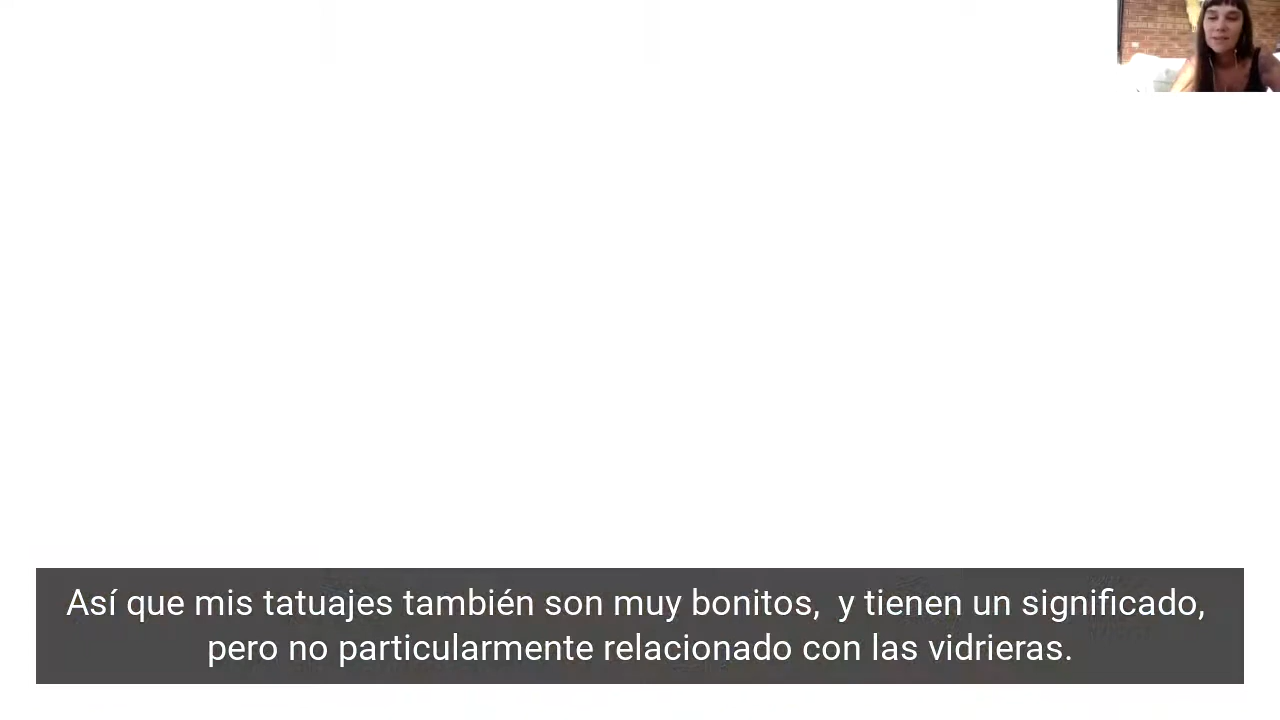 Así que mis tatuajes también son muy bonitos, y tienen un significado,
pero no particularmente relacionado con las vidrieras.